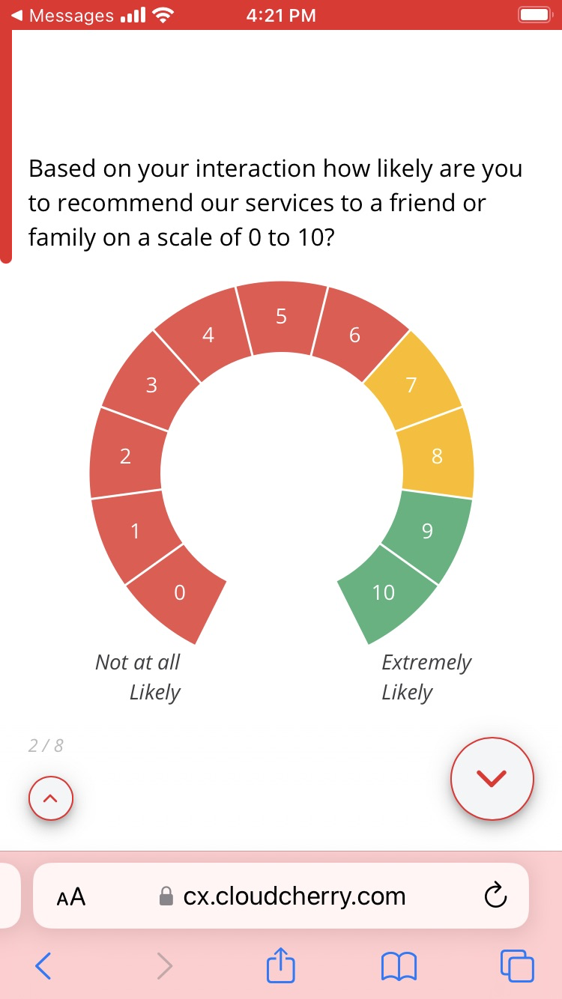 Messages 4:21 PM
Based on your interaction how likely are you
to recommend our services to a friend or
family on a scale of 0 to 10?
5
4
6
3
7
2
8
1
9
0
10
Not at all
Likely
Extremely
Likely
2 / 8
AA cx.cloudcherry.com